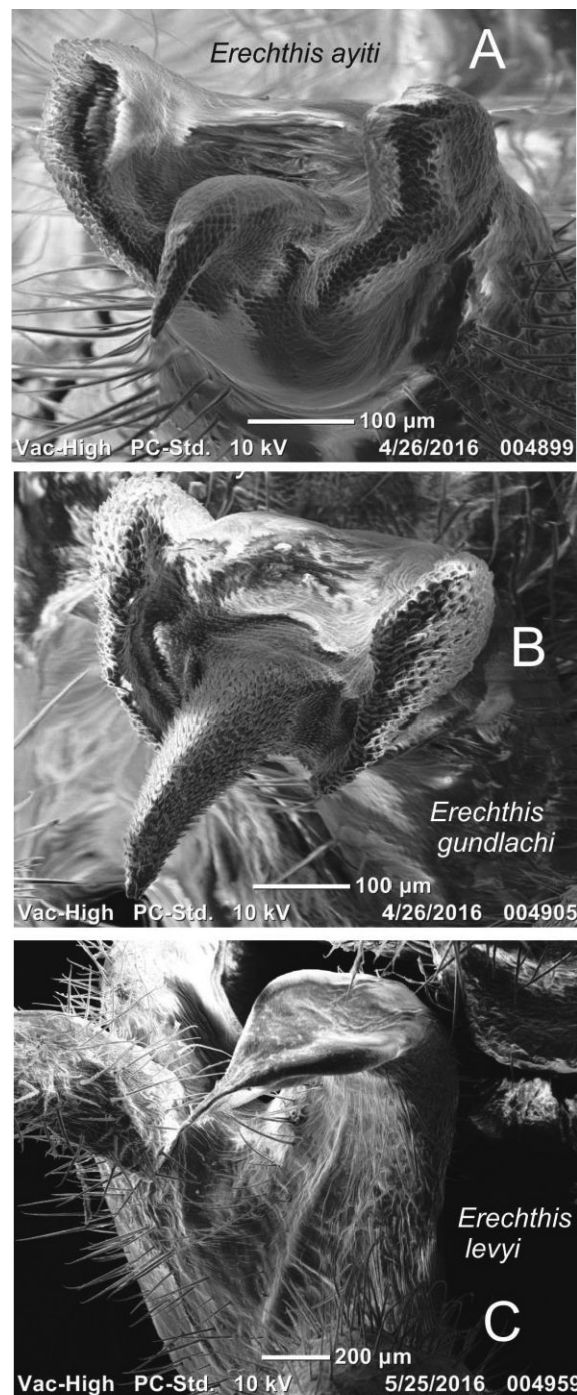 Erechthis ayiti A
100 µm
Vac-High PC-Std. 10 kV 4/26/2016 004899
B
Erechthis
gundlachi
100 µm
Vac-High PC-Std. 10 kV 4/26/2016 004905
Erechthis
levyi
C
200 µm
Vac-High PC-Std. 10 kV 5/25/2016 004959